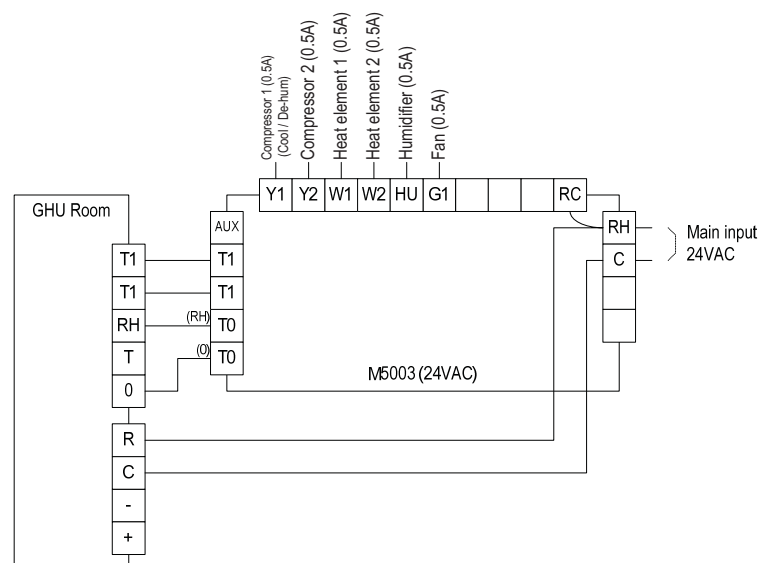 Compressor 1 (0.5A)
(Cool / De-hum)
Compressor 2 (0.5A)
Heat element 1 (0.5A)
Heat element 2 (0.5A)
Humidifier (0.5A)
Fan (0.5A)
Y1 Y2 W1 W2 HU G1 RC
GHU Room
AUX
T1
T1
(RH) T0
(0) T0
T1
T1
RH
T
0
R
C
-
+
RH
C
Main input
24VAC
M5003 (24VAC)